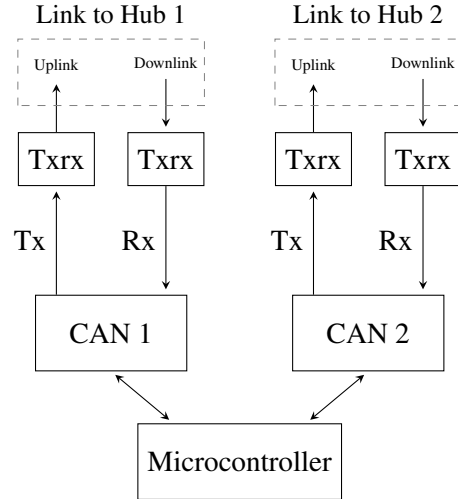 Link to Hub 1
Link to Hub 2
Uplink
Downlink
Uplink
Downlink
Txrx
Txrx
Txrx
Txrx
Tx
Rx
Tx
Rx
CAN 1
CAN 2
Microcontroller